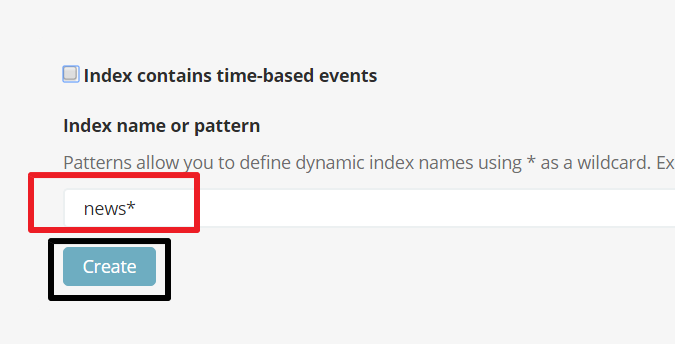 Index contains time-based events
Index name or pattern
Patterns allow you to define dynamic index names using * as a wildcard. Ex
news*
Create